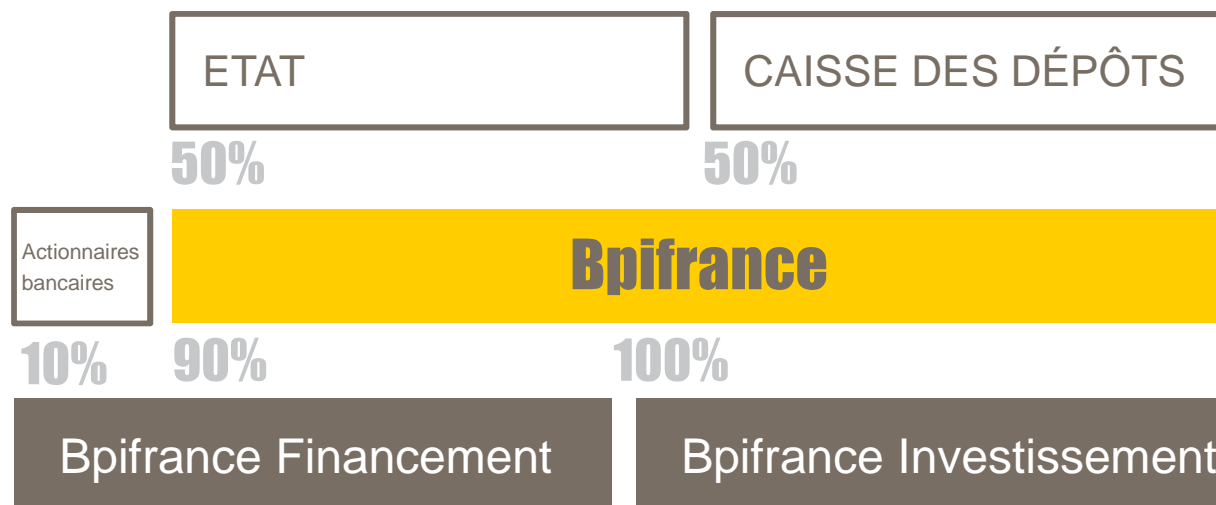 ETAT
CAISSE DES DÉPÔTS
50%
50%
Actionnaires
bancaires
Bpifrance
10%
90%
100%
Bpifrance Financement
Bpifrance Investissement